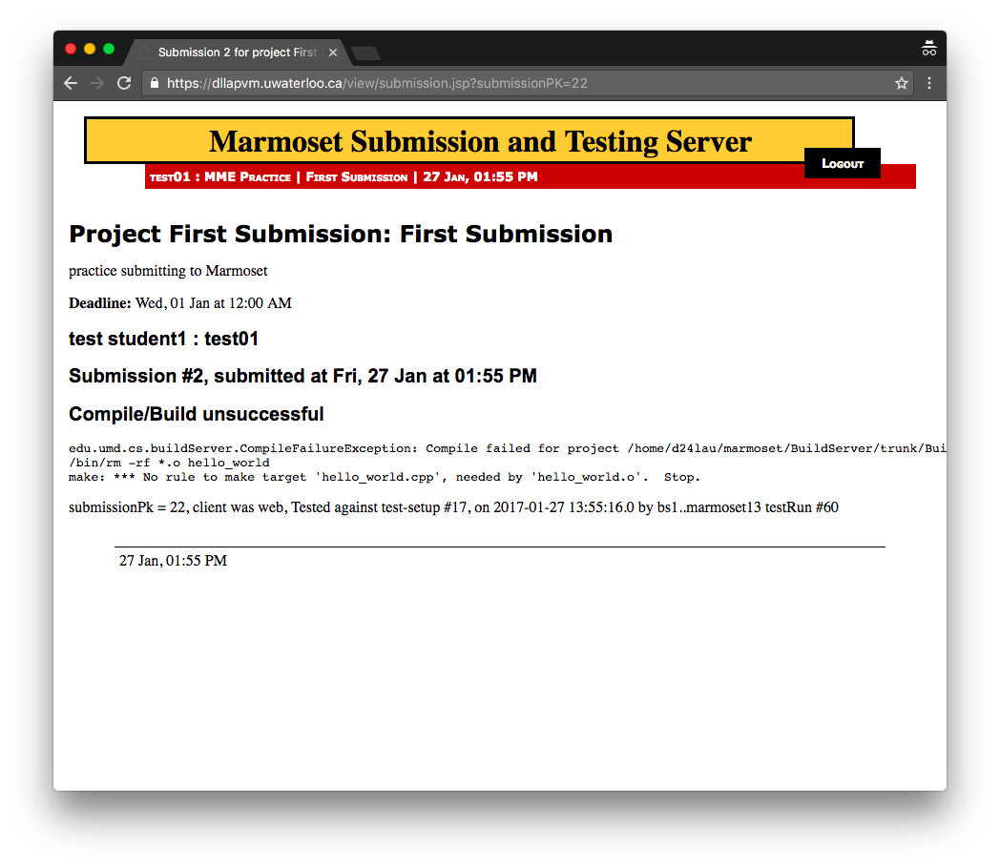 Submission 2 for project First
https://dllapvm.uwaterloo.ca/view/submission.jsp?submissionPK=22
Marmoset Submission and Testing Server
Logout
test01 : MME Practice | First Submission | 27 Jan, 01:55 PM
Project First Submission: First Submission
practice submitting to Marmoset
Deadline: Wed, 01 Jan at 12:00 AM
test student1 : test01
Submission #2, submitted at Fri, 27 Jan at 01:55 PM
Compile/Build unsuccessful
edu.umd.cs.buildServer.CompileFailureException: Compile failed for project /home/d24lau/marmoset/BuildServer/trunk/Bui
/bin/rm -rf *.o hello_world
make: *** No rule to make target 'hello_world.cpp', needed by 'hello_world.o'.  Stop.
submissionPk = 22, client was web, Tested against test-setup #17, on 2017-01-27 13:55:16.0 by bs1..marmoset13 testRun #60
27 Jan, 01:55 PM